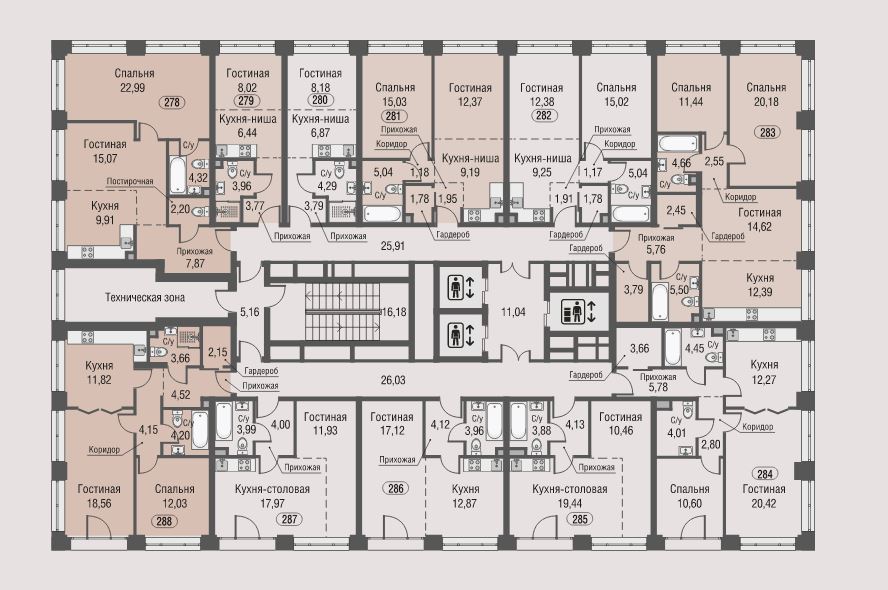 Спальня
22,99
278
Гостиная
15,07
Постирочная
Кухня
9,91
С/у
4,32
2,20
С/у
Прихожая
7,87
Гостиная
8,02
279
Кухня-ниша
6,44
С/у
3,96
3,77
Прихожая
Гостиная
8,18
280
Кухня-ниша
6,87
С/у
4,29
3,79
Прихожая
Спальня
15,03
281
Гостиная
12,37
Прихожая
Коридор
5,04
С/у
1,18
1,78
1,95
Кухня-ниша
9,19
Гардероб
Гостиная
12,38
282
Спальня
15,02
Прихожая
Коридор
Кухня-ниша
9,25
1,17
5,04
С/у
1,91
1,78
Гардероб
Спальня
11,44
Гостиная
20,18
283
4,66
С/у
2,55
Коридор
2,45
Гардероб
Гостиная
14,62
Прихожая
5,76
Гардероб
3,79
С/у
5,50
Кухня
12,39
25,91
Техническая зона
5,16
16,18
11,04
26,03
Кухня
11,82
С/у
3,66
2,15
Гардероб
Прихожая
4,52
4,15
Коридор
С/у
4,20
Гостиная
18,56
Спальня
12,03
288
С/у
3,99
4,00
Гостиная
11,93
Прихожая
Кухня-столовая
17,97
287
Гостиная
17,12
4,12
С/у
3,96
Прихожая
286
Кухня
12,87
С/у
3,88
4,13
Гостиная
10,46
Прихожая
Кухня-столовая
19,44
285
Гардероб
3,66
С/у
4,45
Прихожая
5,78
Кухня
12,27
С/у
4,01
Коридор
2,80
Спальня
10,60
284
Гостиная
20,42